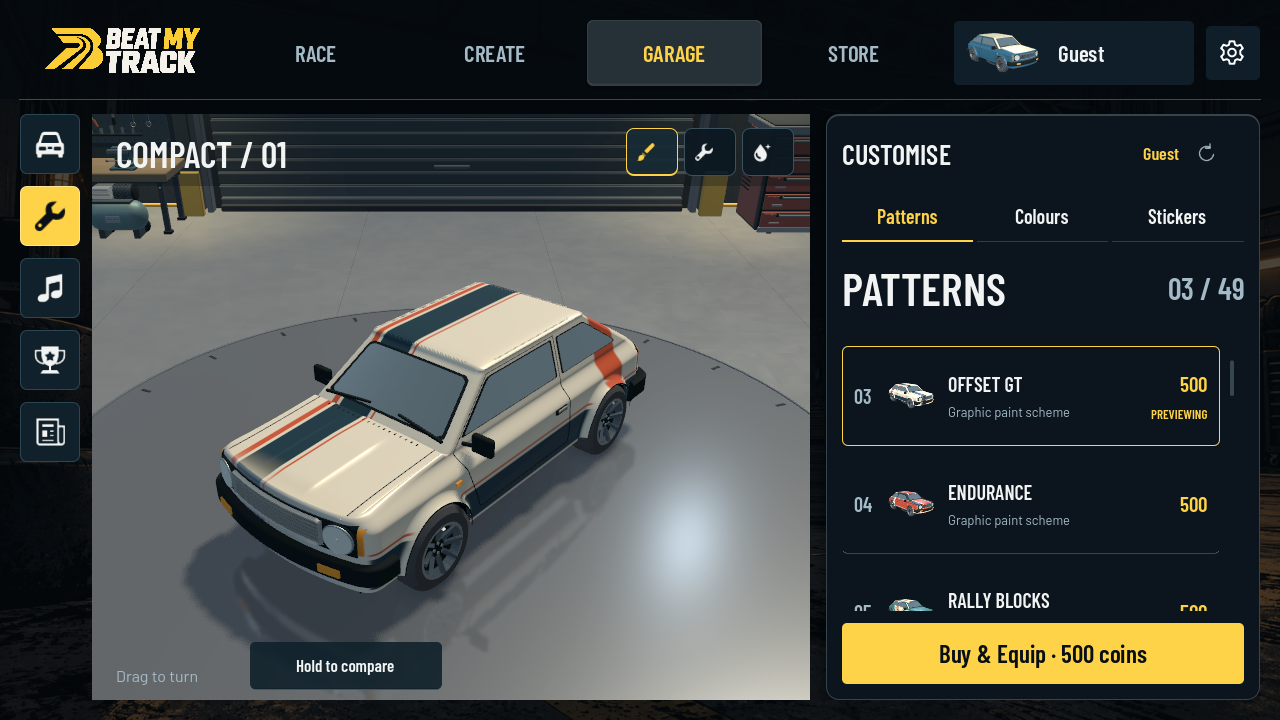 BEAT MY TRACK
RACE
CREATE
GARAGE
STORE
Guest
COMPACT / 01
CUSTOMISE
Guest
Patterns
Colours
Stickers
PATTERNS
03 / 49
03
OFFSET GT
Graphic paint scheme
500
PREVIEWING
04
ENDURANCE
Graphic paint scheme
500
05
RALLY BLOCKS
500
Buy & Equip · 500 coins
Hold to compare
Drag to turn